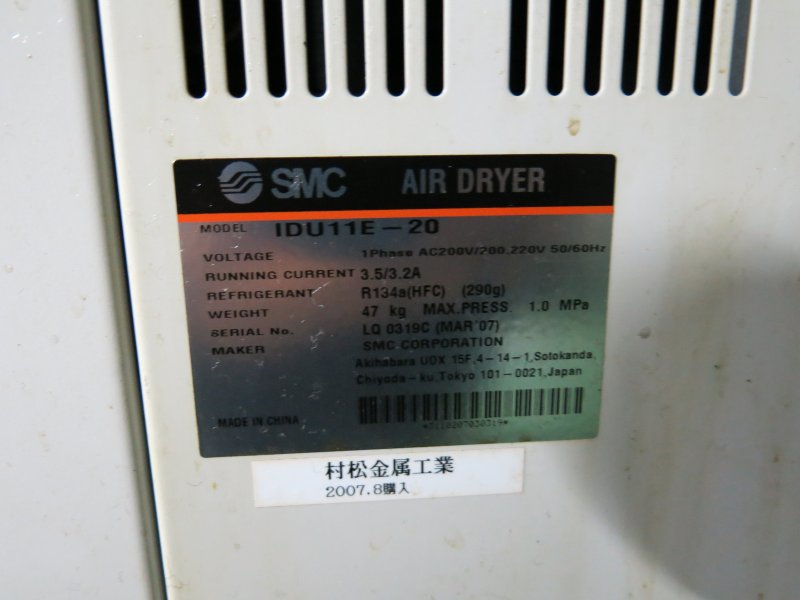 SMC AIR DRYER
MODEL IDU11E-20
VOLTAGE 1Phase AC200V/200.220V 50/60Hz
RUNNING CURRENT 3.5/3.2A
REFRIGERANT R134a(HFC) (290g)
WEIGHT 47 kg MAX.PRESS. 1.0 MPa
SERIAL No. LQ 0319C (MAR'07)
MAKER SMC CORPORATION
Akihabara UDX 15F,4-14-1,Sotokanda,
Chiyoda-ku,Tokyo 101-0021,Japan
MADE IN CHINA
村松金属工業
2007.8購入